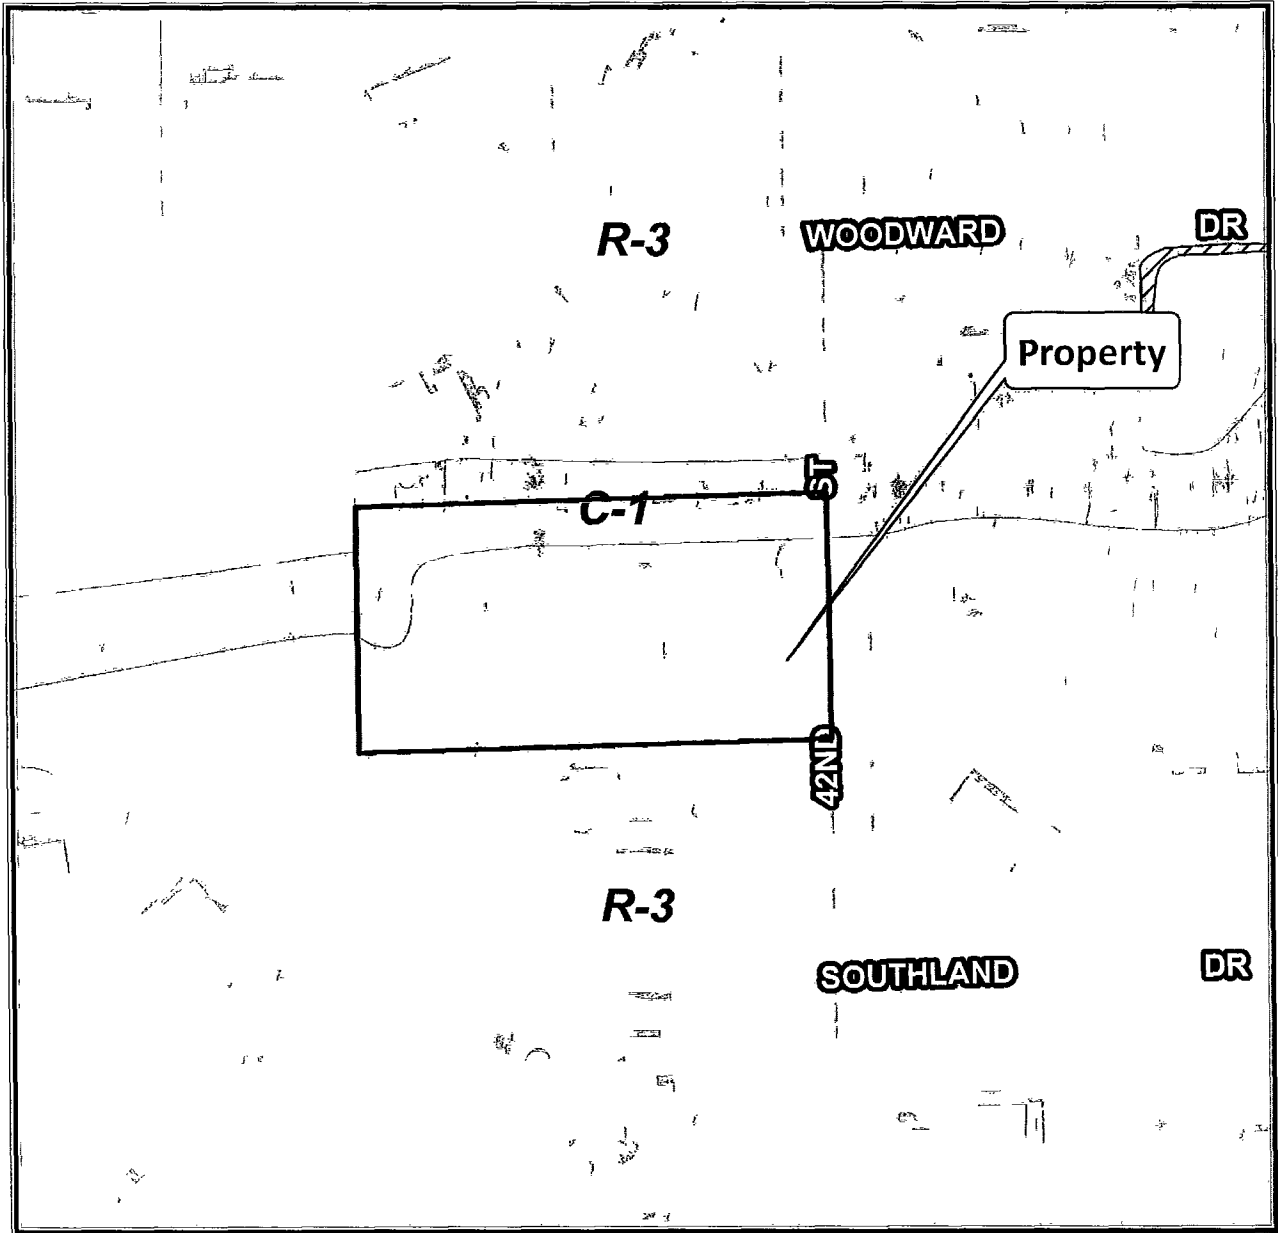 R-3
WOODWARD DR
Property
ST
C-1
42ND
R-3
SOUTHLAND DR